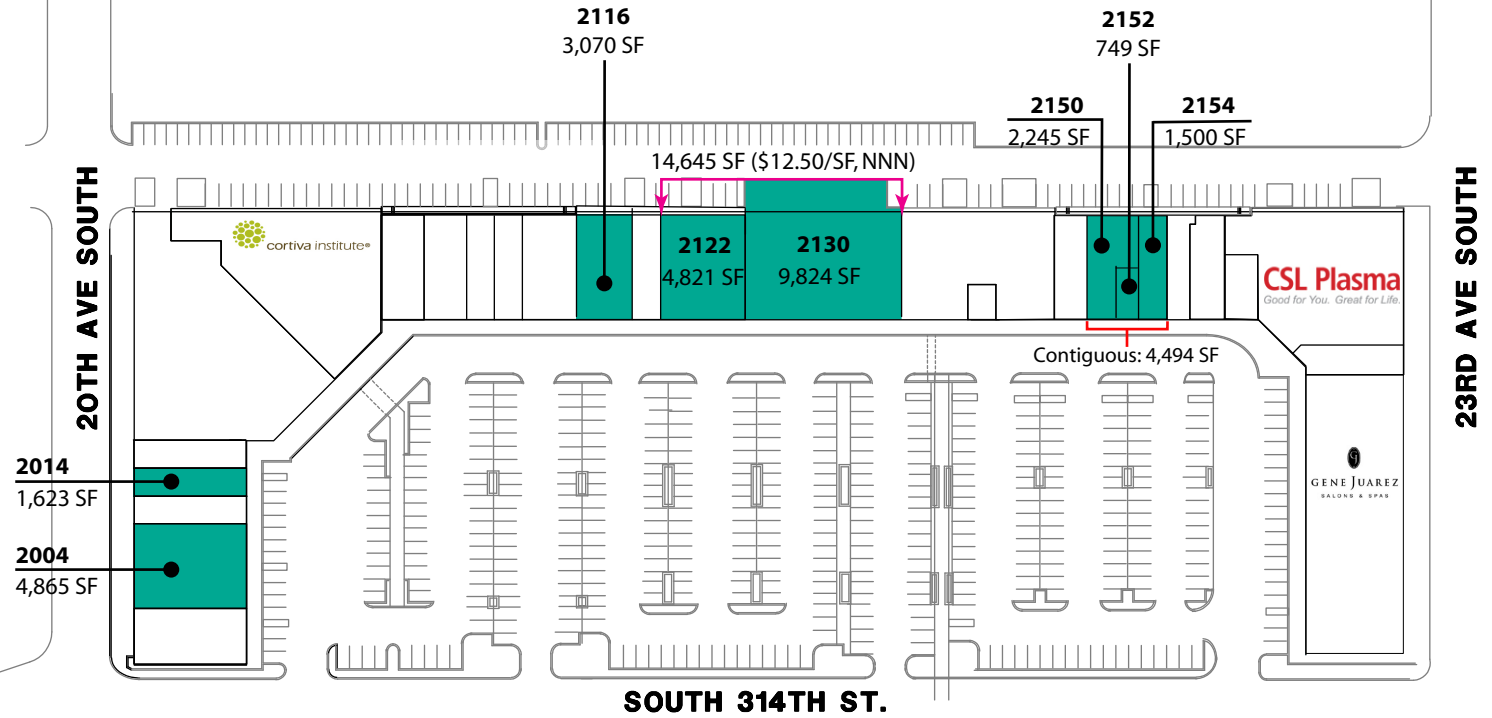 2116
3,070 SF
2152
749 SF
2150
2,245 SF
2154
1,500 SF
14,645 SF ($12.50/SF, NNN)
20TH AVE SOUTH
23RD AVE SOUTH
cortiva institute®
2122
4,821 SF
2130
9,824 SF
CSL Plasma
Good for You. Great for Life.
Contiguous: 4,494 SF
2014
1,623 SF
2004
4,865 SF
G
GENE JUAREZ
SALONS & SPAS
SOUTH 314TH ST.